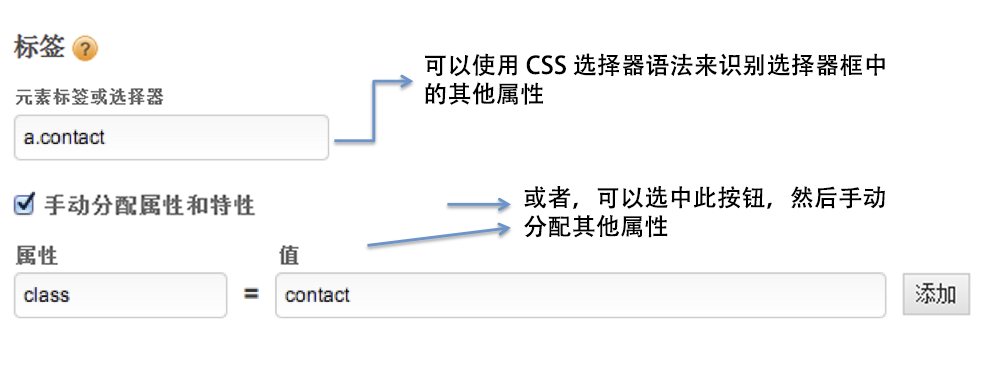 标签 ?
可以使用 CSS 选择器语法来识别选择器框中
的其他属性
元素标签或选择器
a.contact
手动分配属性和特性
或者，可以选中此按钮，然后手动
分配其他属性
属性 值
class = contact 添加